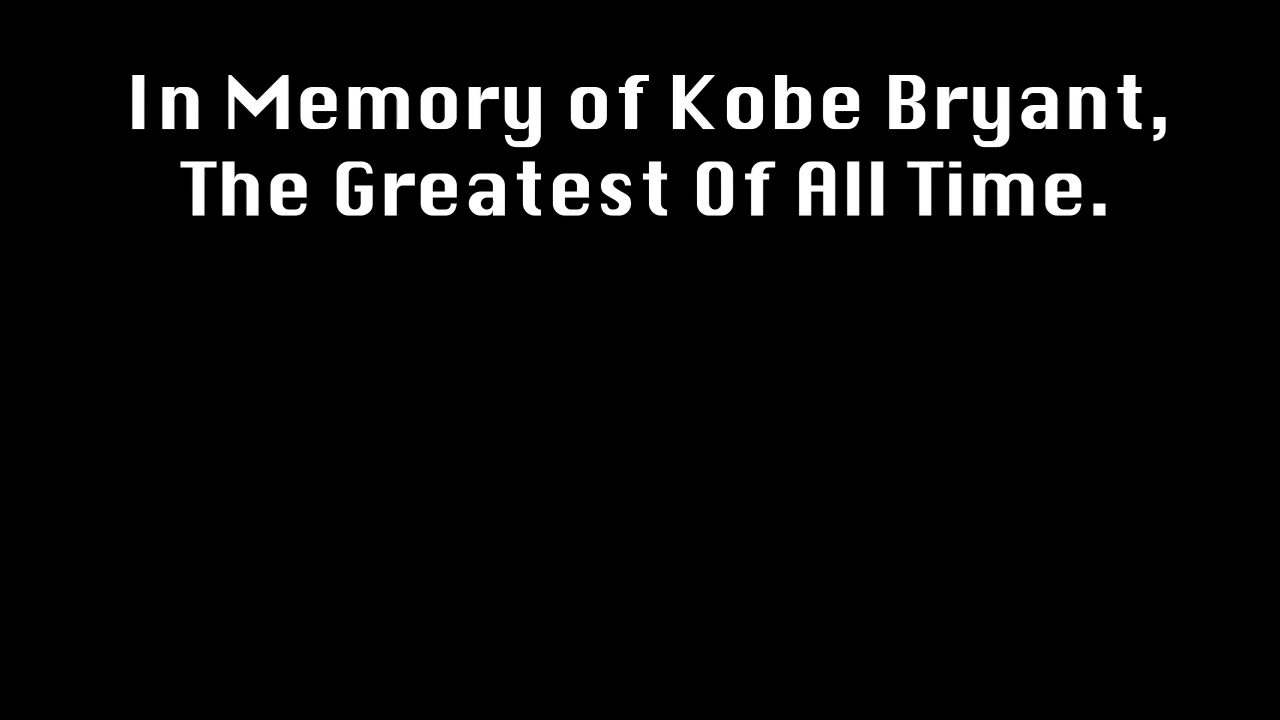 In Memory of Kobe Bryant,
The Greatest Of All Time.